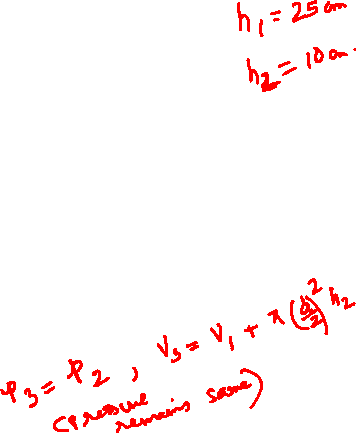 h₁ = 25 cm
h₂ = 10 cm.
P₃ = P₂ , V₃ = V₁ + π(b/2)² h₂
(pressure remains same)